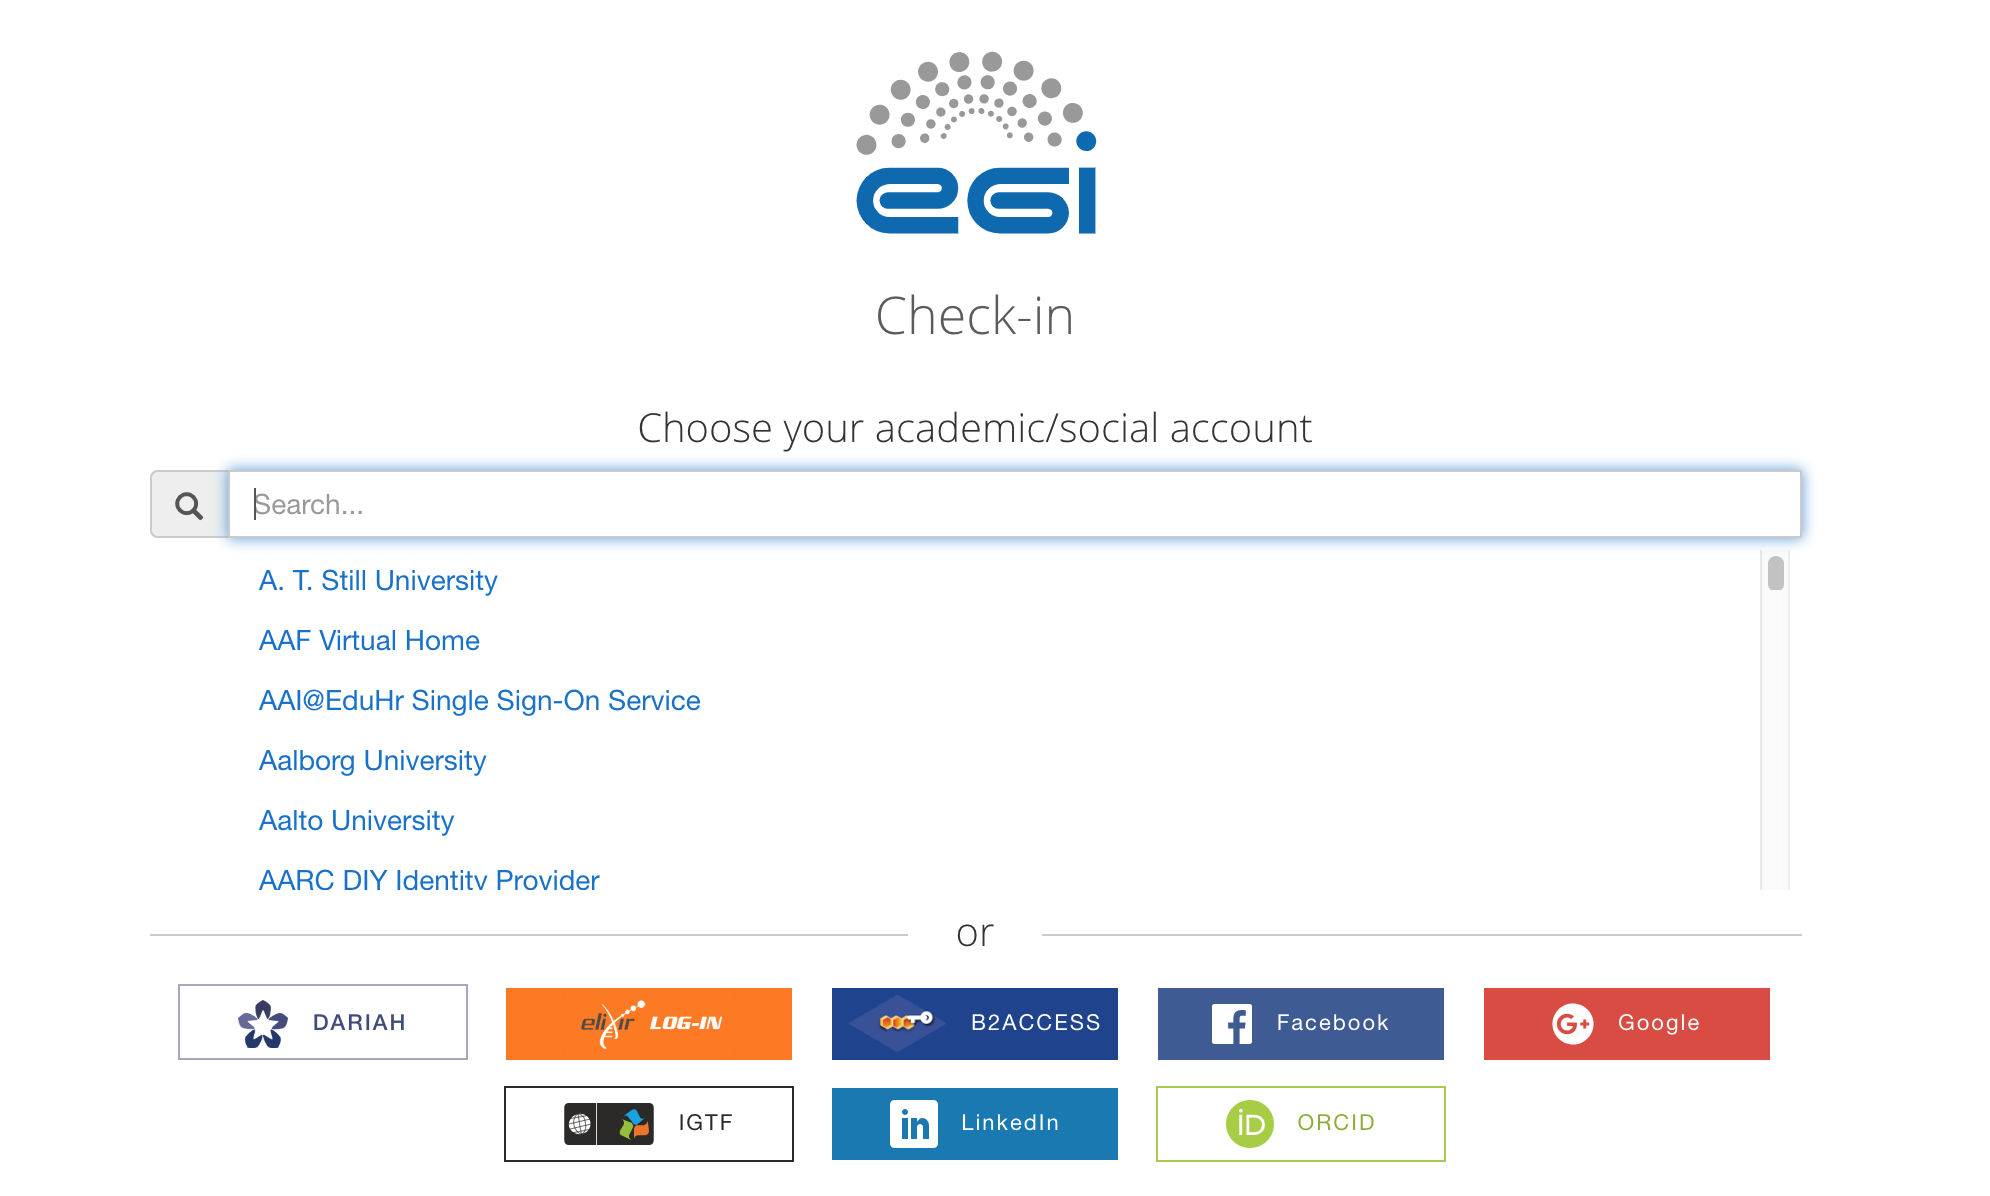 egi
Check-in
Choose your academic/social account
Search...
A. T. Still University
AAF Virtual Home
AAI@EduHr Single Sign-On Service
Aalborg University
Aalto University
AARC DIY Identity Provider
or
DARIAH
elixir LOG-IN
B2ACCESS
f Facebook
G+ Google
IGTF
in LinkedIn
iD ORCID